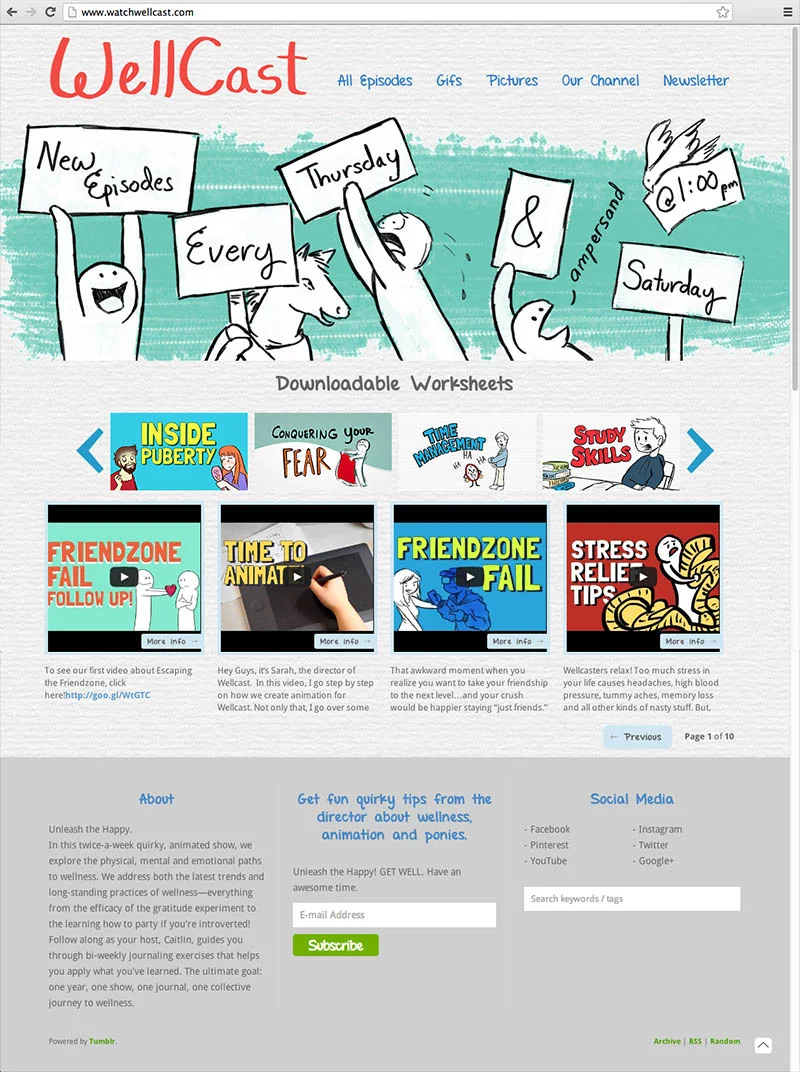 www.watchwellcast.com
WellCast
All Episodes Gifs Pictures Our Channel Newsletter
New Episodes
Every
Thursday
&
ampersand
@1:00 pm
Saturday
Downloadable Worksheets
INSIDE PUBERTY
CONQUERING YOUR FEAR
TIME MANAGEMENT
HA HA HA
STUDY SKILLS
FRIENDZONE
FAIL
FOLLOW UP!
More info →
TIME TO
ANIMATE
More info →
FRIENDZONE
FAIL
More info →
STRESS
RELIEF
TIPS
More info →
To see our first video about Escaping
the Friendzone, click
here!http://goo.gl/WtGTC
Hey Guys, it's Sarah, the director of
Wellcast. In this video, I go step by step
on how we create animation for
Wellcast. Not only that, I go over some
That awkward moment when you
realize you want to take your friendship
to the next level...and your crush
would be happier staying "just friends."
Wellcasters relax! Too much stress in
your life causes headaches, high blood
pressure, tummy aches, memory loss
and all other kinds of nasty stuff. But,
← Previous Page 1 of 10
About
Unleash the Happy.
In this twice-a-week quirky, animated show, we
explore the physical, mental and emotional paths
to wellness. We address both the latest trends and
long-standing practices of wellness—everything
from the efficacy of the gratitude experiment to
the learning how to party if you're introverted!
Follow along as your host, Caitlin, guides you
through bi-weekly journaling exercises that helps
you apply what you've learned. The ultimate goal:
one year, one show, one journal, one collective
journey to wellness.
Get fun quirky tips from the
director about wellness,
animation and ponies.
Unleash the Happy! GET WELL. Have an
awesome time.
E-mail Address
Subscribe
Social Media
- Facebook - Instagram
- Pinterest - Twitter
- YouTube - Google+
Search keywords / tags
Powered by Tumblr.
Archive | RSS | Random